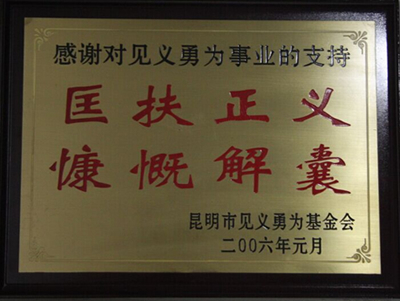 感谢对见义勇为事业的支持
匡扶正义
慷慨解囊
昆明市见义勇为基金会
二00六年元月